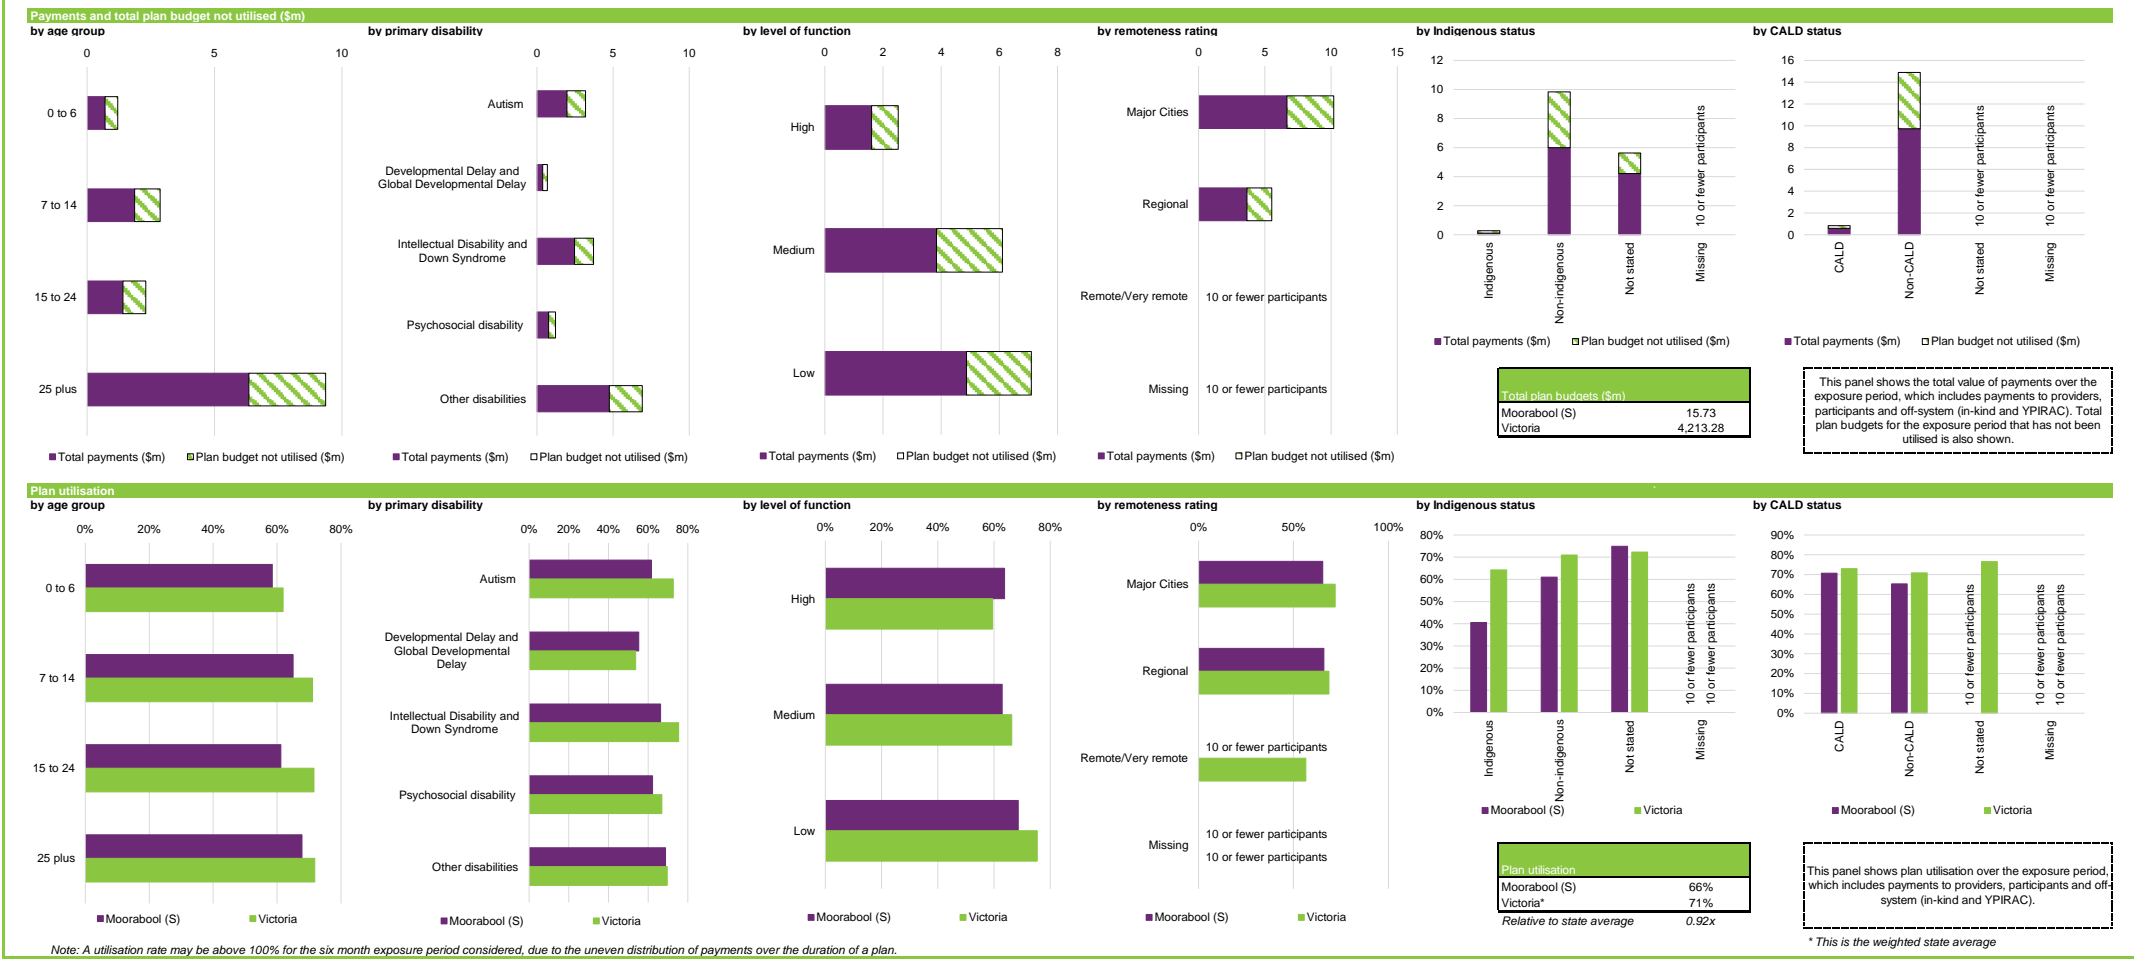 Payments and total plan budget not utilised ($m)
by age group
0 5 10
0 to 6
7 to 14
15 to 24
25 plus
Total payments ($m) Plan budget not utilised ($m)
by primary disability
0 5 10
Autism
Developmental Delay and
Global Developmental Delay
Intellectual Disability and
Down Syndrome
Psychosocial disability
Other disabilities
Total payments ($m) Plan budget not utilised ($m)
by level of function
0 2 4 6 8
High
Medium
Low
Total payments ($m) Plan budget not utilised ($m)
by remoteness rating
0 5 10 15
Major Cities
Regional
Remote/Very remote 10 or fewer participants
Missing 10 or fewer participants
Total payments ($m) Plan budget not utilised ($m)
by Indigenous status
12
10
8
6
4
2
0
10 or fewer participants
Indigenous
Non-indigenous
Not stated
Missing
Total payments ($m) Plan budget not utilised ($m)
Total plan budgets ($m)
Moorabool (S) 15.73
Victoria 4,213.28
by CALD status
16
14
12
10
8
6
4
2
0
10 or fewer participants
10 or fewer participants
CALD
Non-CALD
Not stated
Missing
Total payments ($m) Plan budget not utilised ($m)
This panel shows the total value of payments over the
exposure period, which includes payments to providers,
participants and off-system (in-kind and YPIRAC). Total
plan budgets for the exposure period that has not been
utilised is also shown.
Plan utilisation
by age group
0% 20% 40% 60% 80%
0 to 6
7 to 14
15 to 24
25 plus
Moorabool (S) Victoria
by primary disability
0% 20% 40% 60% 80%
Autism
Developmental Delay and
Global Developmental
Delay
Intellectual Disability and
Down Syndrome
Psychosocial disability
Other disabilities
Moorabool (S) Victoria
by level of function
0% 20% 40% 60% 80%
High
Medium
Low
Moorabool (S) Victoria
by remoteness rating
0% 50% 100%
Major Cities
Regional
10 or fewer participants
Remote/Very remote
10 or fewer participants
Missing
10 or fewer participants
Moorabool (S) Victoria
by Indigenous status
80%
70%
60%
50%
40%
30%
20%
10%
0%
10 or fewer participants
10 or fewer participants
Indigenous
Non-indigenous
Not stated
Missing
Moorabool (S) Victoria
Plan utilisation
Moorabool (S) 66%
Victoria* 71%
Relative to state average 0.92x
by CALD status
90%
80%
70%
60%
50%
40%
30%
20%
10%
0%
10 or fewer participants
10 or fewer participants
10 or fewer participants
CALD
Non-CALD
Not stated
Missing
Moorabool (S) Victoria
This panel shows plan utilisation over the exposure period,
which includes payments to providers, participants and off-
system (in-kind and YPIRAC).
* This is the weighted state average
Note: A utilisation rate may be above 100% for the six month exposure period considered, due to the uneven distribution of payments over the duration of a plan.